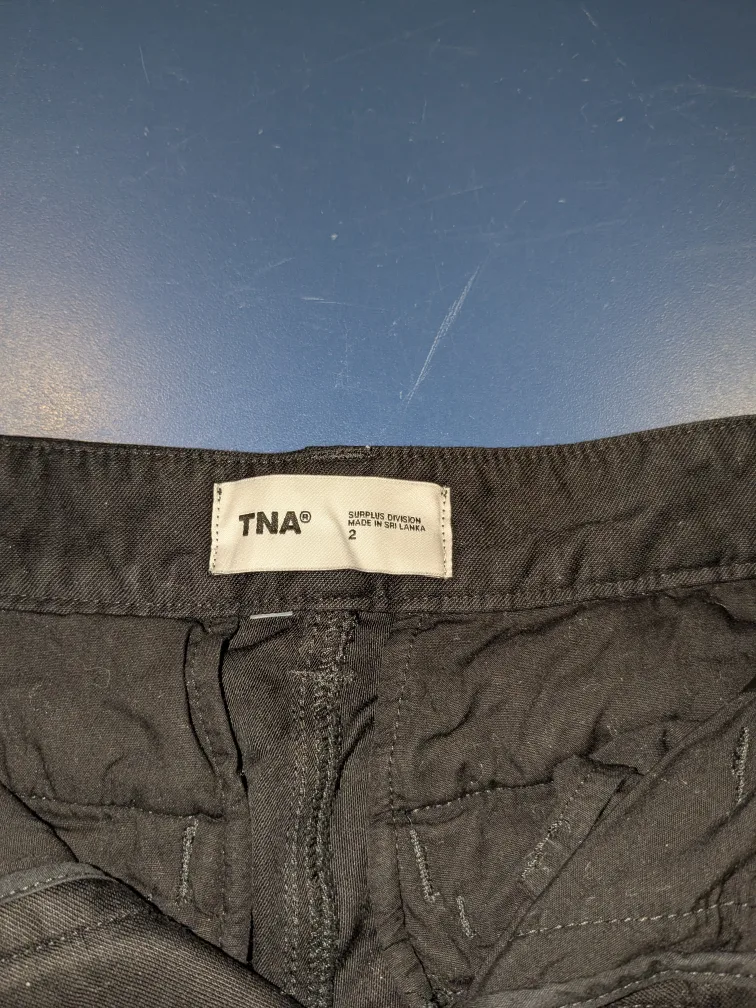 TNA®
SURPLUS DIVISION
MADE IN SRI LANKA
2